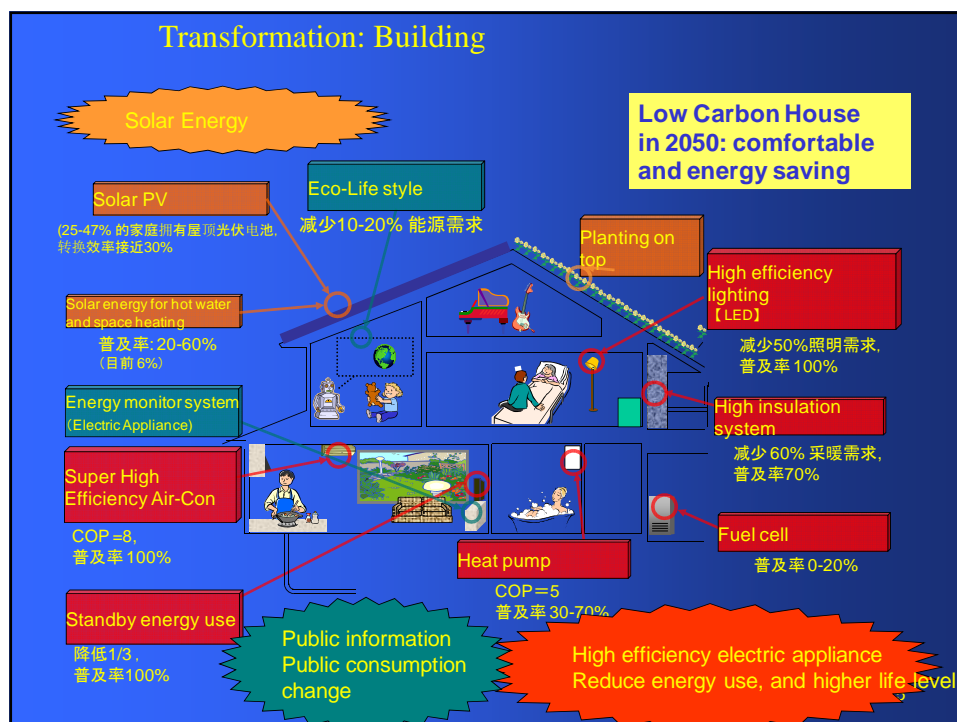 Transformation: Building
Solar Energy
Low Carbon House
in 2050: comfortable
and energy saving
Solar PV
(25-47% 的家庭拥有屋顶光伏电池,
转换效率接近30%
Eco-Life style
减少10-20% 能源需求
Planting on
top
High efficiency
lighting
【LED】
减少50%照明需求,
普及率100%
Solar energy for hot water
and space heating
普及率: 20-60%
(目前 6%)
Energy monitor system
(Electric Appliance)
High insulation
system
减少 60% 采暖需求,
普及率70%
Super High
Efficiency Air-Con
COP =8,
普及率100%
Fuel cell
普及率 0-20%
Heat pump
COP=5
普及率 30-70%
Standby energy use
降低1/3 ,
普及率100%
Public information
Public consumption
change
High efficiency electric appliance
Reduce energy use, and higher life level